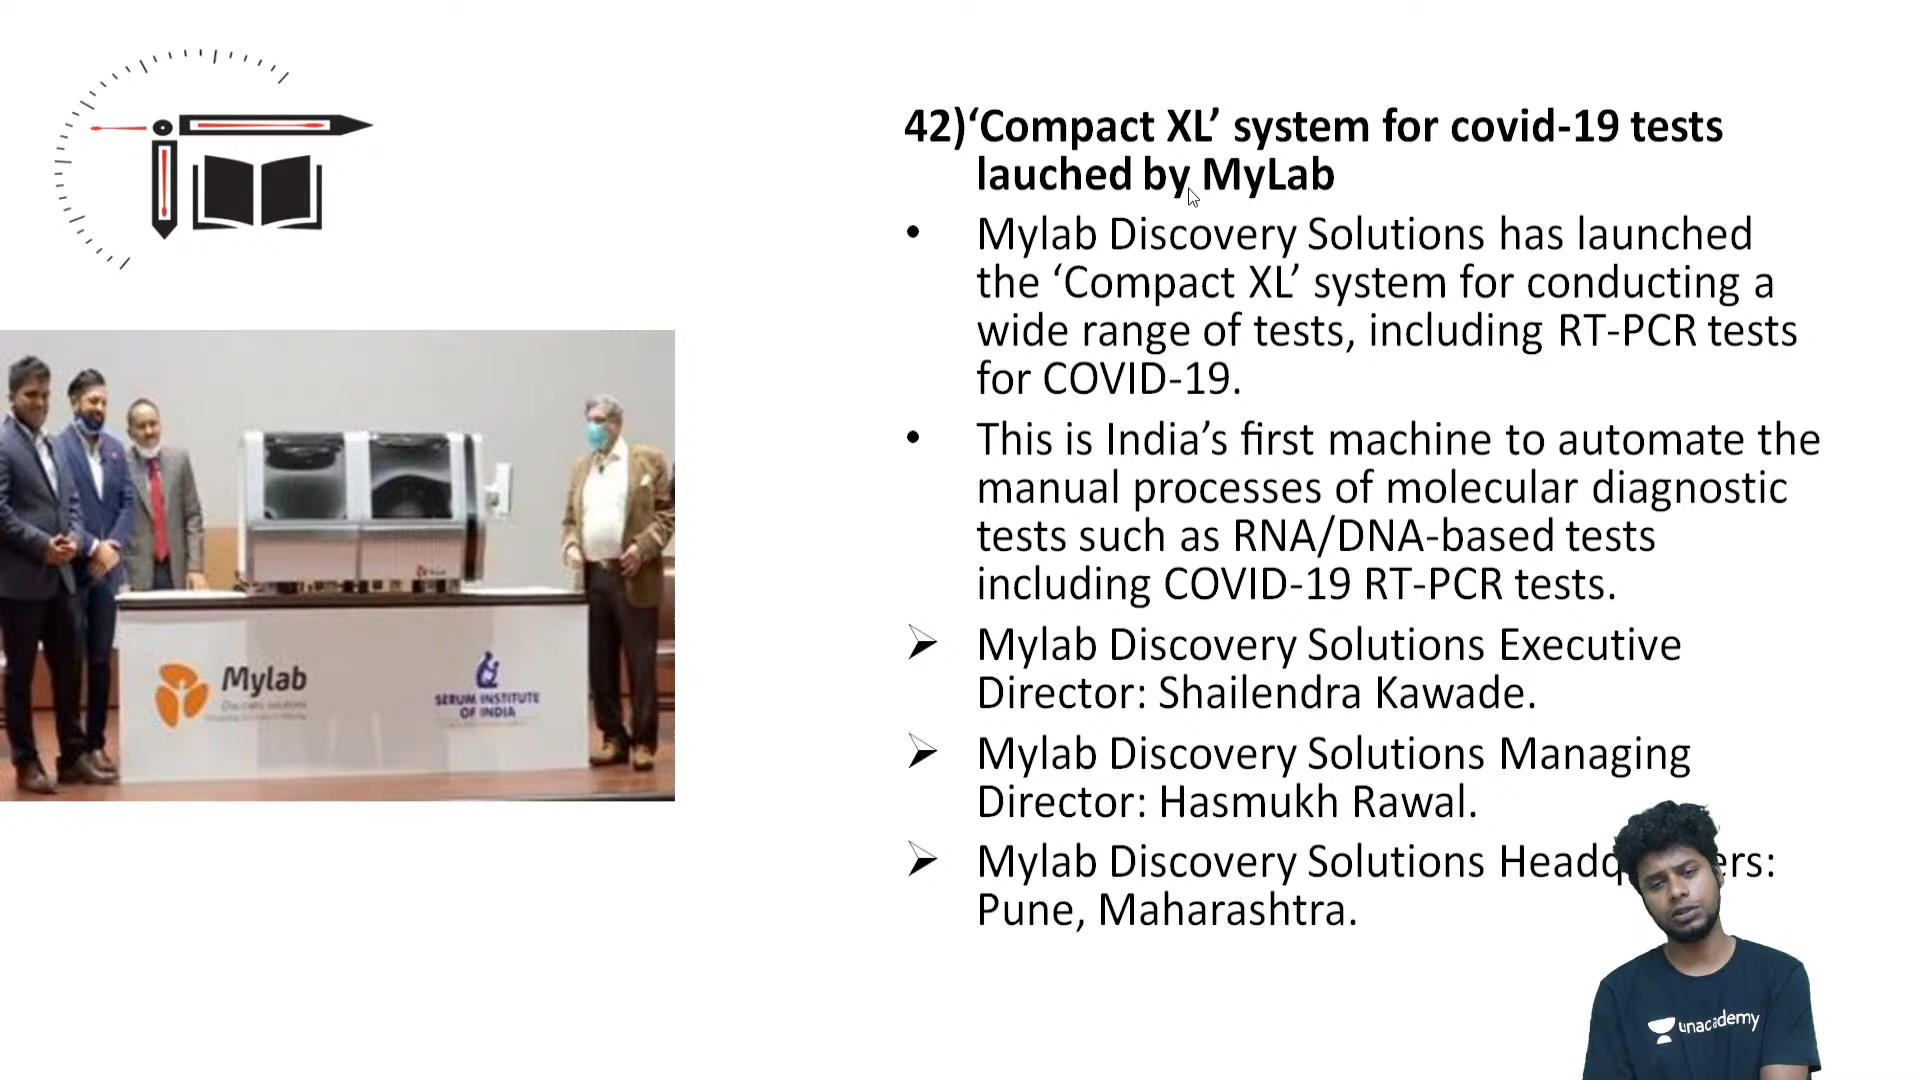 42)‘Compact XL’ system for covid-19 tests
lauched by MyLab
• Mylab Discovery Solutions has launched
the ‘Compact XL’ system for conducting a
wide range of tests, including RT-PCR tests
for COVID-19.
• This is India’s first machine to automate the
manual processes of molecular diagnostic
tests such as RNA/DNA-based tests
including COVID-19 RT-PCR tests.
➢ Mylab Discovery Solutions Executive
Director: Shailendra Kawade.
➢ Mylab Discovery Solutions Managing
Director: Hasmukh Rawal.
➢ Mylab Discovery Solutions
Pune, Maharashtra.
Mylab
Discovery Solutions
SERUM INSTITUTE
OF INDIA
unacademy